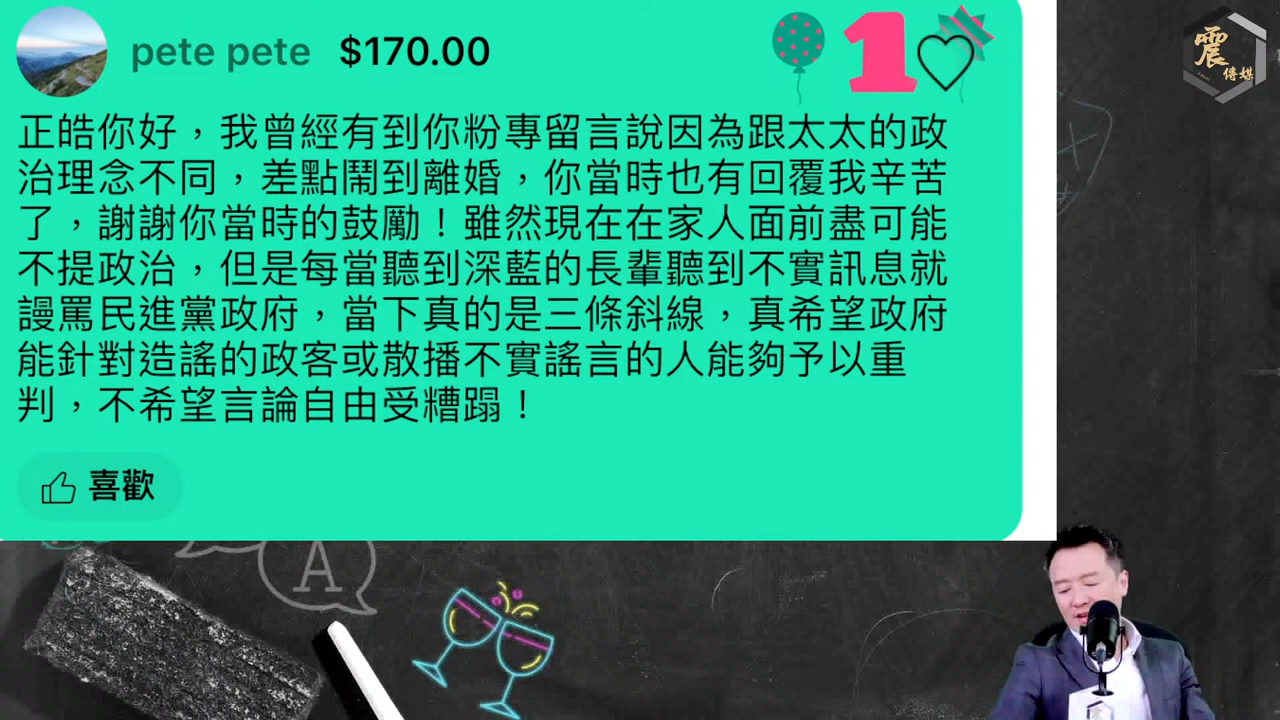 pete pete $170.00
1
震
傳媒
正皓你好，我曾經有到你粉專留言說因為跟太太的政
治理念不同，差點鬧到離婚，你當時也有回覆我辛苦
了，謝謝你當時的鼓勵！雖然現在在家人面前盡可能
不提政治，但是每當聽到深藍的長輩聽到不實訊息就
謾罵民進黨政府，當下真的是三條斜線，真希望政府
能針對造謠的政客或散播不實謠言的人能夠予以重
判，不希望言論自由受糟蹋！
喜歡
A